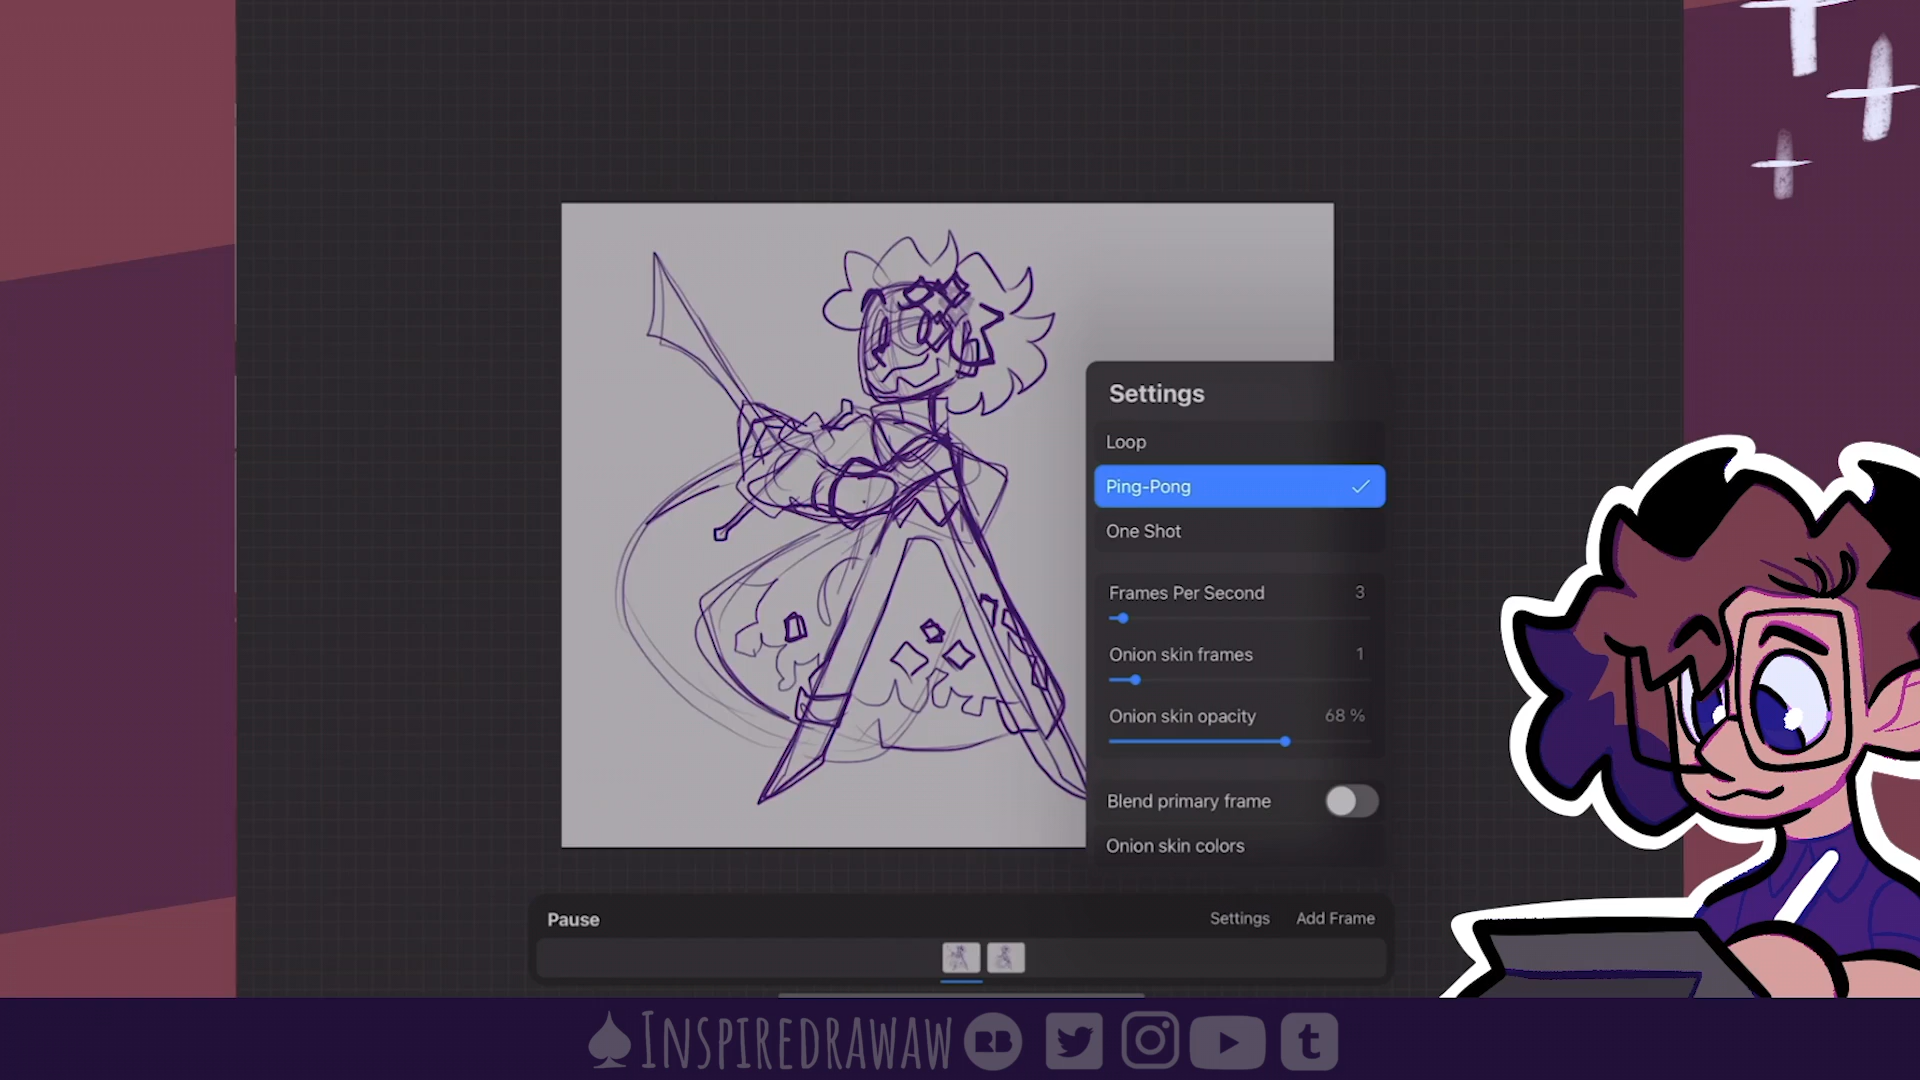 Settings
Loop
Ping-Pong
One Shot
Frames Per Second 3
Onion skin frames 1
Onion skin opacity 68 %
Blend primary frame
Onion skin colors
Pause Settings Add Frame
INSPIREDRAWAW RB t